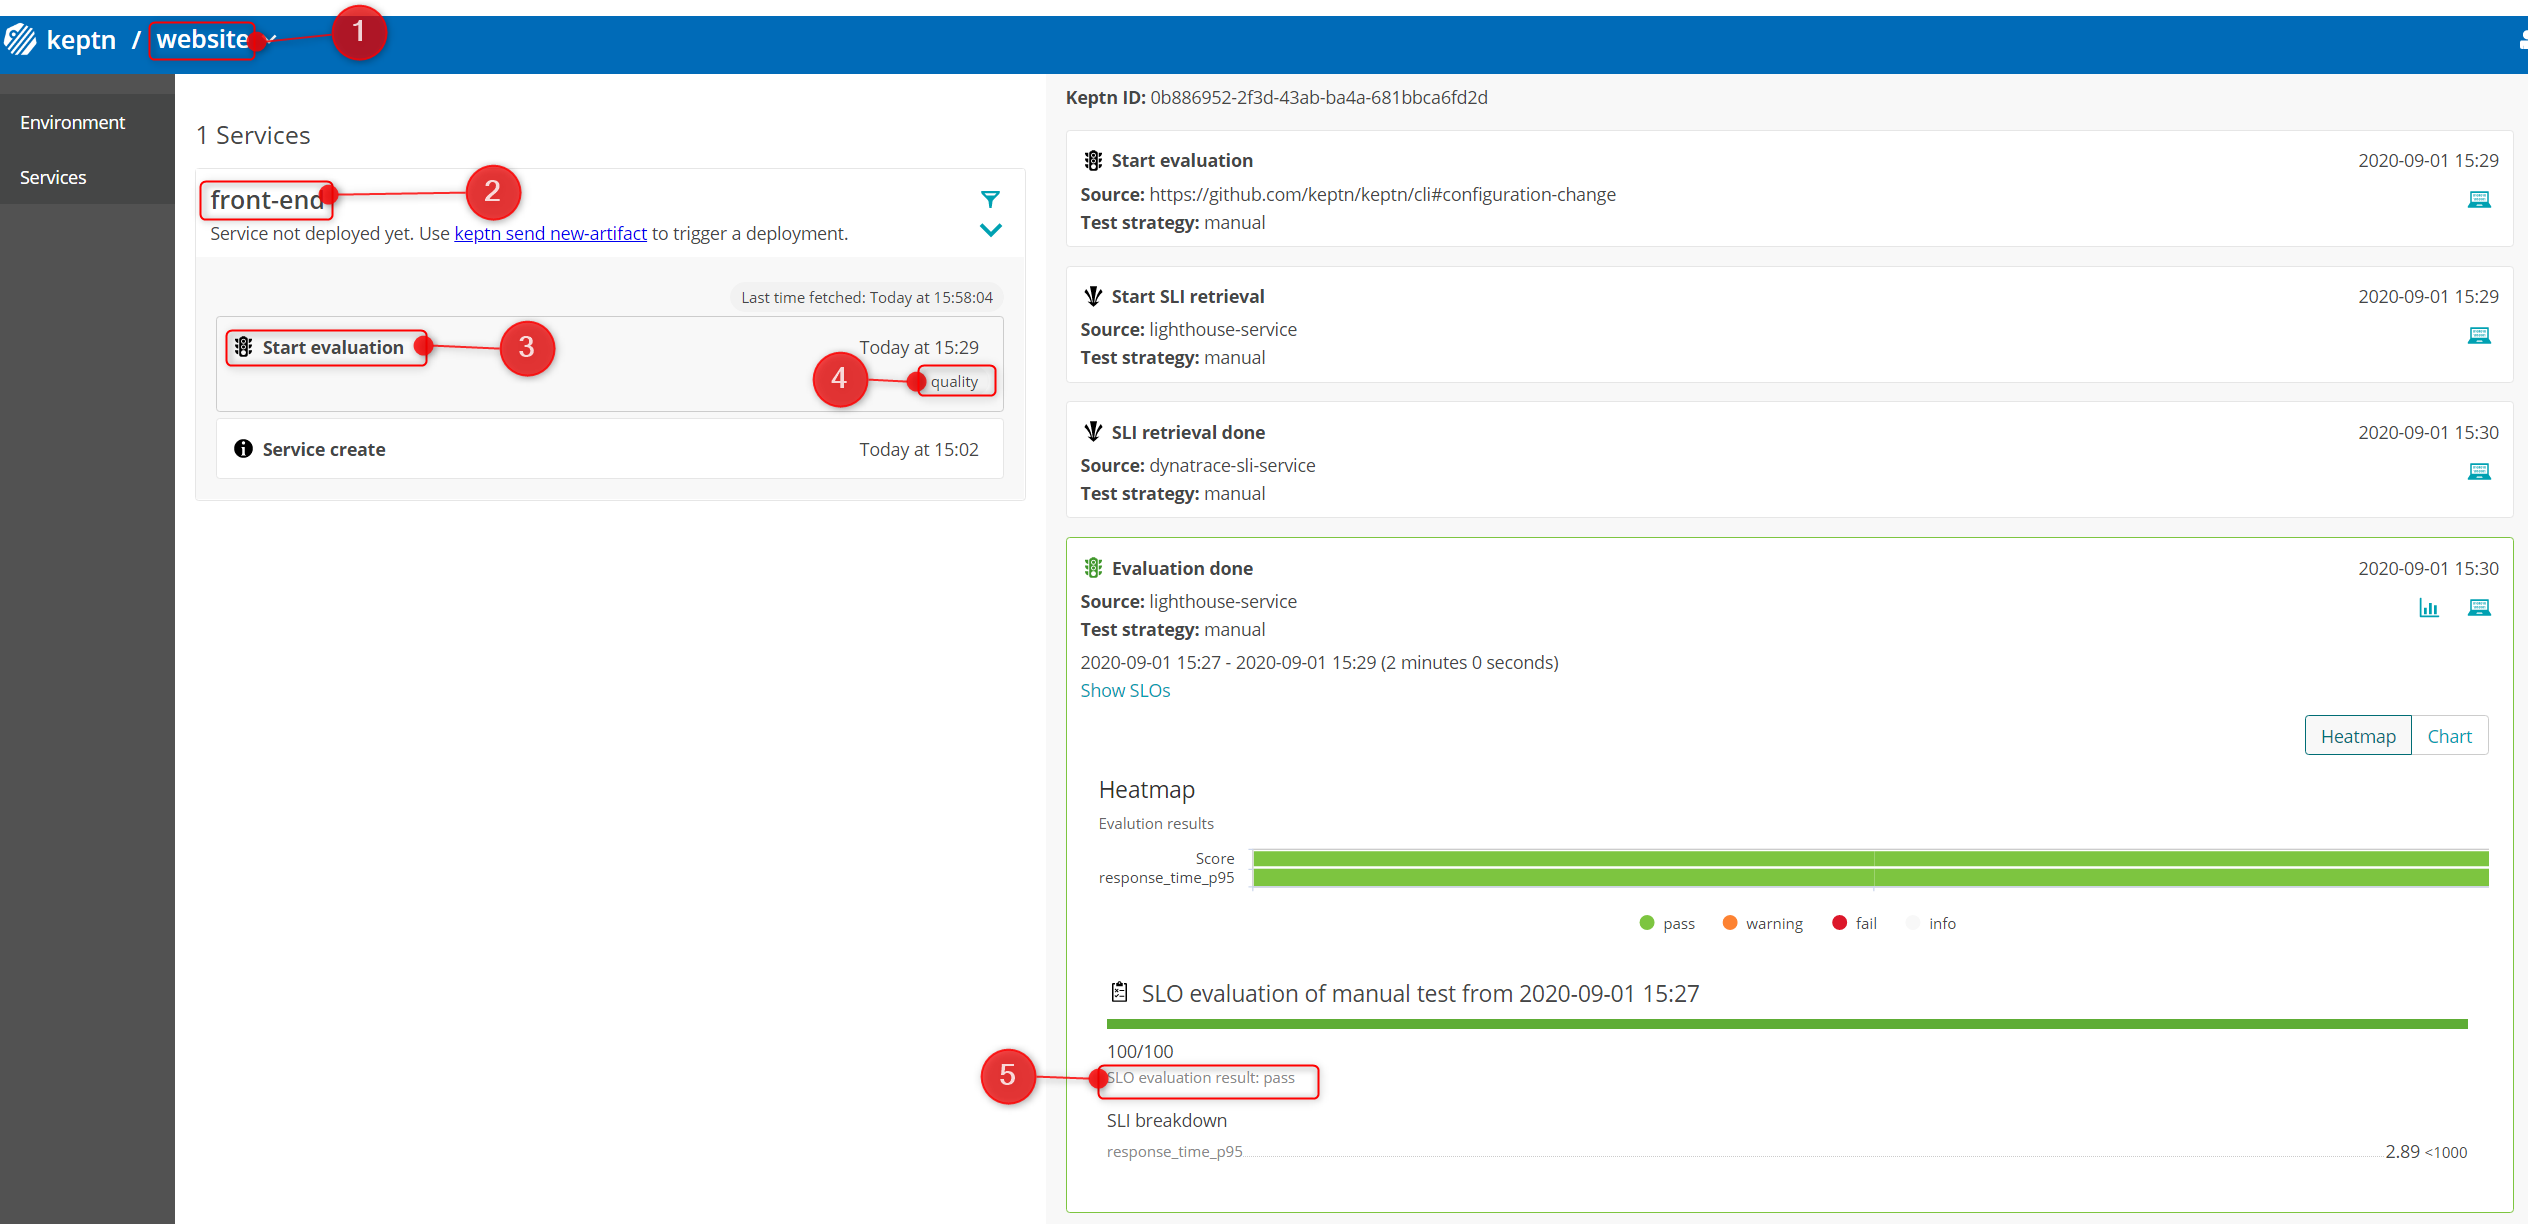 keptn / website
1
Environment
Services
1 Services
front-end
2
Service not deployed yet. Use keptn send new-artifact to trigger a deployment.
Last time fetched: Today at 15:58:04
Start evaluation
3
Today at 15:29
4
quality
Service create
Today at 15:02
Keptn ID: 0b886952-2f3d-43ab-ba4a-681bbca6fd2d
Start evaluation
2020-09-01 15:29
Source: https://github.com/keptn/keptn/cli#configuration-change
Test strategy: manual
Start SLI retrieval
2020-09-01 15:29
Source: lighthouse-service
Test strategy: manual
SLI retrieval done
2020-09-01 15:30
Source: dynatrace-sli-service
Test strategy: manual
Evaluation done
2020-09-01 15:30
Source: lighthouse-service
Test strategy: manual
2020-09-01 15:27 - 2020-09-01 15:29 (2 minutes 0 seconds)
Show SLOs
Heatmap
Chart
Heatmap
Evalution results
Score
response_time_p95
pass
warning
fail
info
SLO evaluation of manual test from 2020-09-01 15:27
100/100
5
SLO evaluation result: pass
SLI breakdown
response_time_p95
2.89 <1000